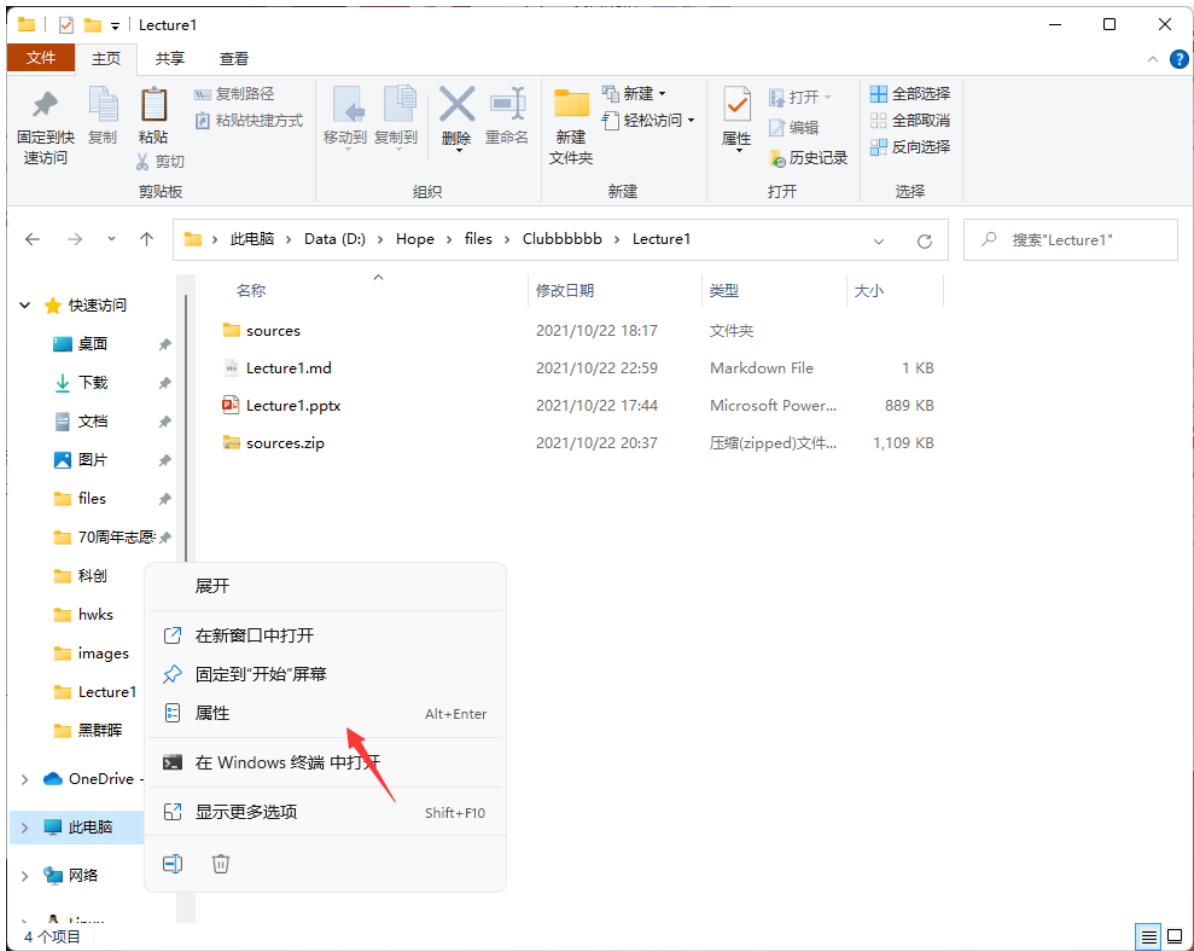 Lecture1
文件 主页 共享 查看
固定到快速访问
复制
粘贴
复制路径
粘贴快捷方式
剪切
剪贴板
移动到
复制到
删除
重命名
组织
新建文件夹
新建
轻松访问
新建
属性
打开
编辑
历史记录
打开
全部选择
全部取消
反向选择
选择
此电脑 › Data (D:) › Hope › files › Clubbbbbb › Lecture1
搜索"Lecture1"
名称 修改日期 类型 大小
sources 2021/10/22 18:17 文件夹
Lecture1.md 2021/10/22 22:59 Markdown File 1 KB
Lecture1.pptx 2021/10/22 17:44 Microsoft Power... 889 KB
sources.zip 2021/10/22 20:37 压缩(zipped)文件... 1,109 KB
快速访问
桌面
下载
文档
图片
files
70周年志愿
科创
hwks
images
Lecture1
黑群晖
OneDrive -
此电脑
网络
Linux
展开
在新窗口中打开
固定到"开始"屏幕
属性 Alt+Enter
在 Windows 终端 中打开
显示更多选项 Shift+F10
4 个项目